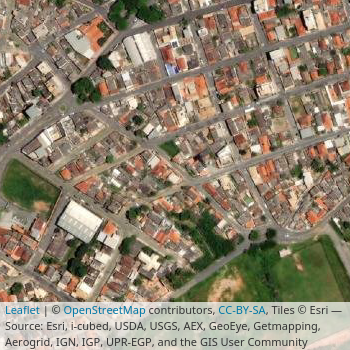 Leaflet | © OpenStreetMap contributors, CC-BY-SA, Tiles © Esri —
Source: Esri, i-cubed, USDA, USGS, AEX, GeoEye, Getmapping,
Aerogrid, IGN, IGP, UPR-EGP, and the GIS User Community